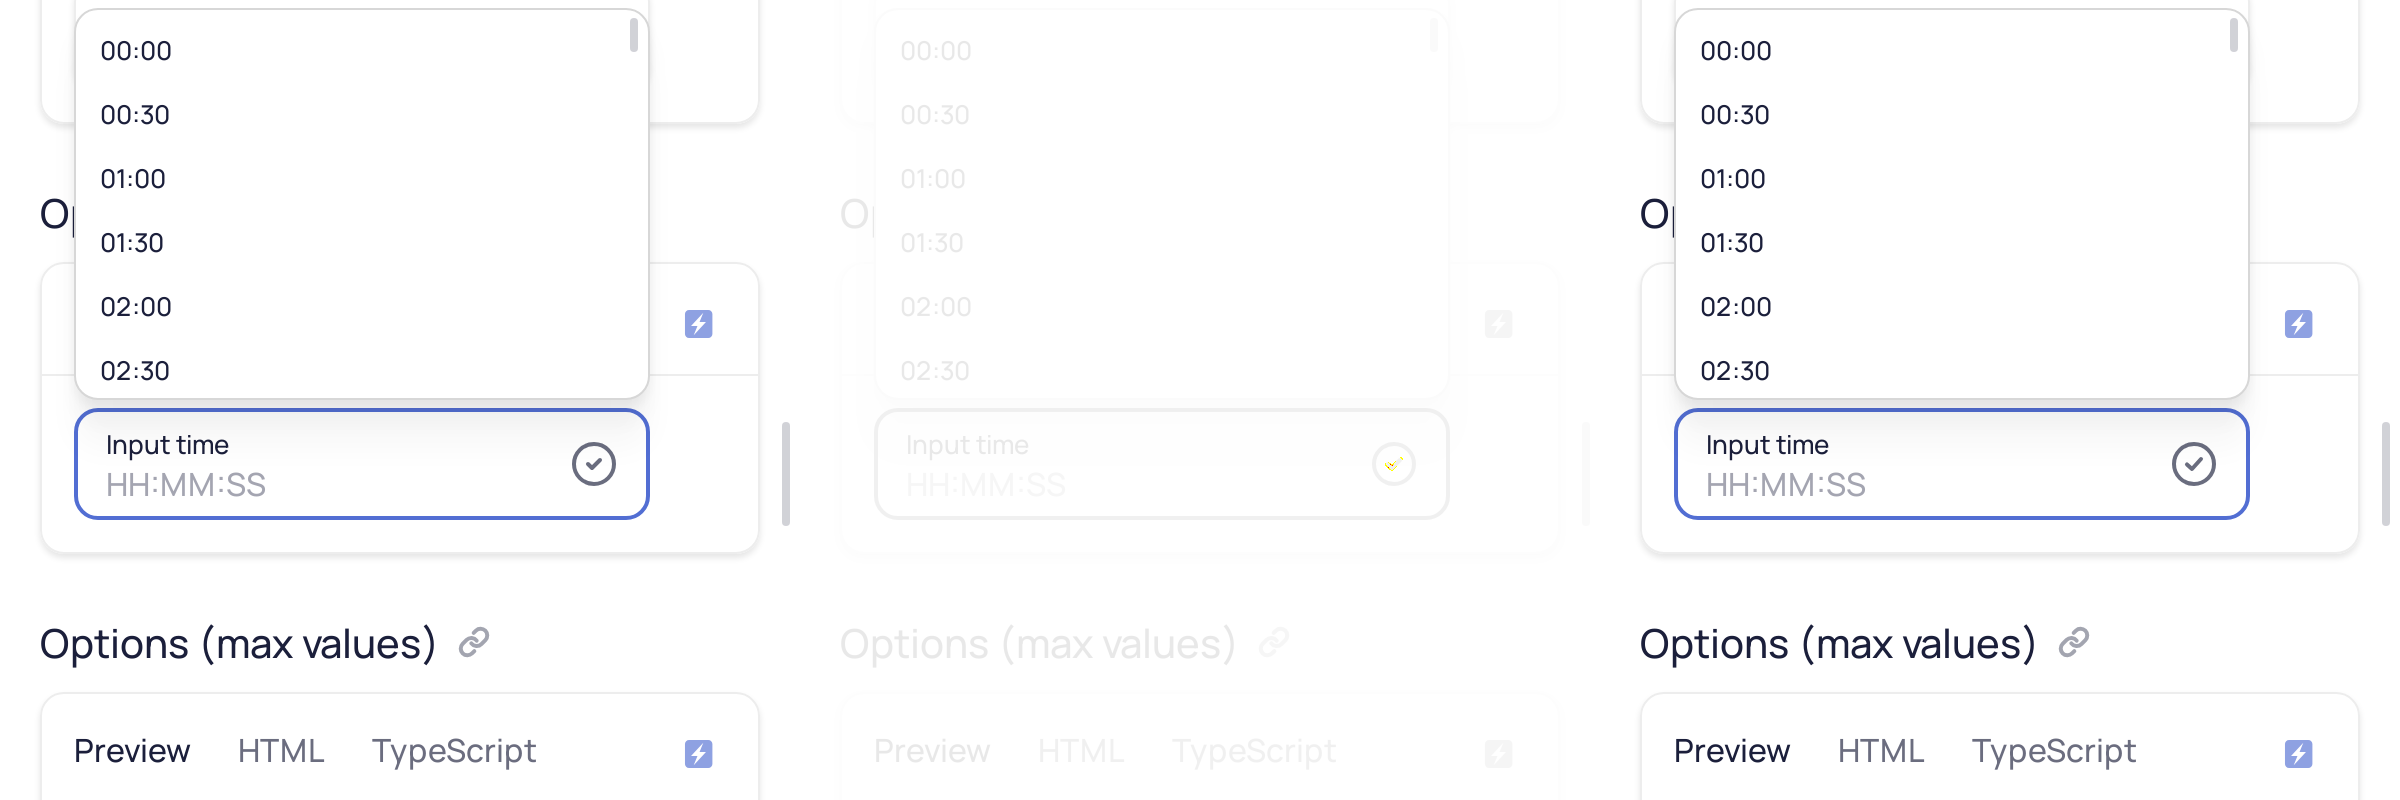 00:00
00:30
01:00
01:30
02:00
02:30
Input time
HH:MM:SS
Options (max values)
Preview HTML TypeScript
00:00
00:30
01:00
Op
01:30
02:00
02:30
Input time
HH:MM:SS
Options (max values)
Preview HTML TypeScript
00:00
00:30
01:00
Op
01:30
02:00
02:30
Input time
HH:MM:SS
Options (max values)
Preview HTML TypeScript